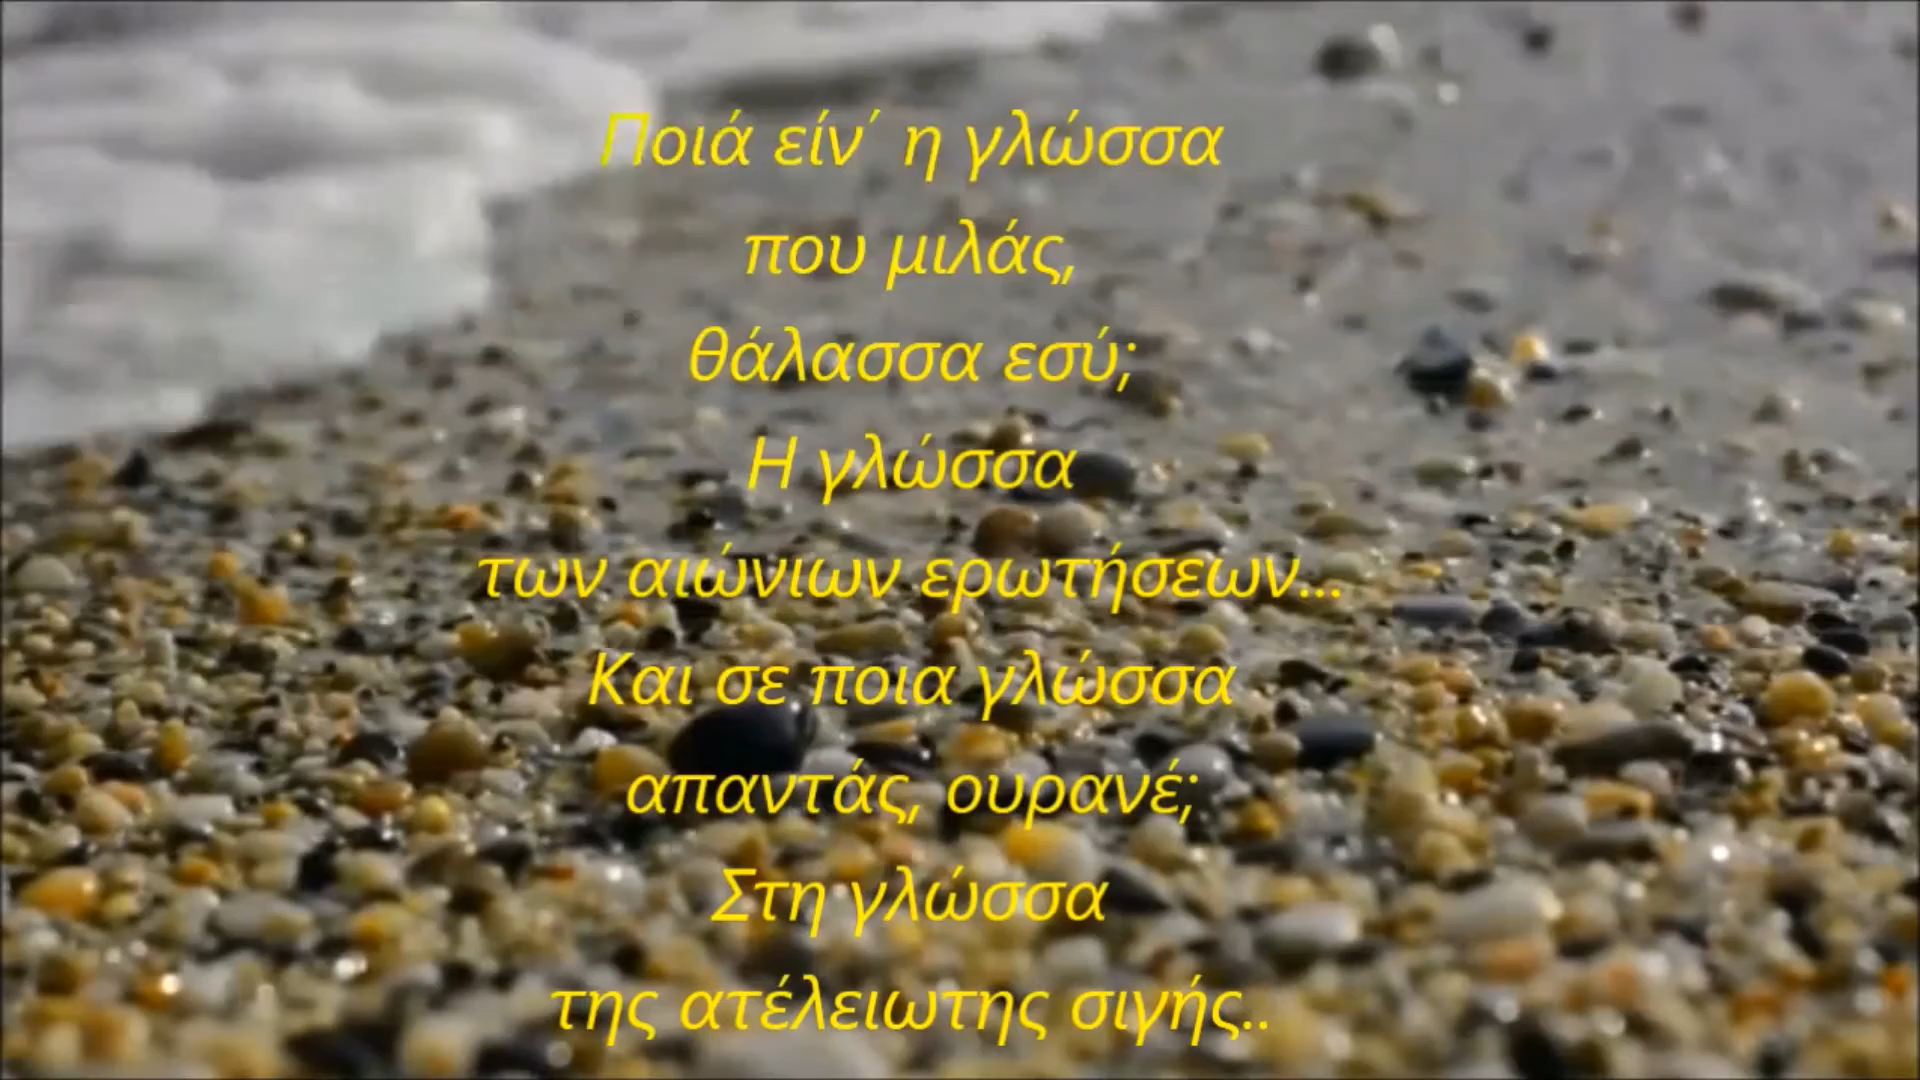 Ποιά είν΄ η γλώσσα
που μιλάς,
θάλασσα εσύ;
Η γλώσσα
των αιώνιων ερωτήσεων...
Και σε ποια γλώσσα
απαντάς, ουρανέ;
Στη γλώσσα
της ατέλειωτης σιγής..